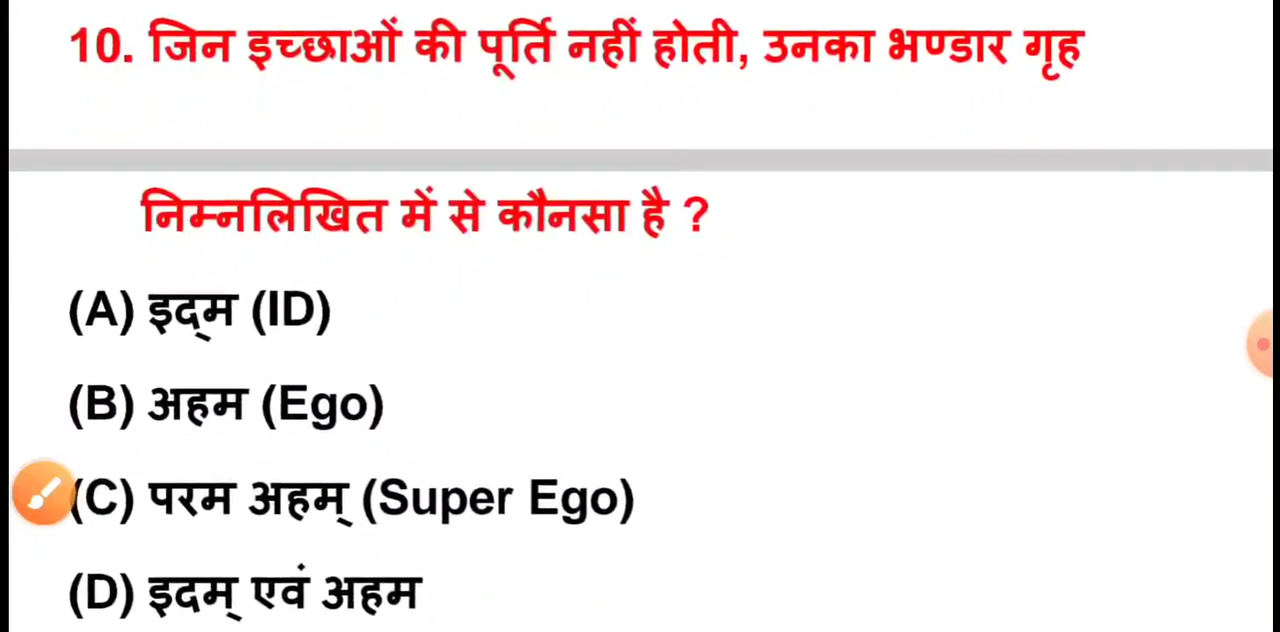 10. जिन इच्छाओं की पूर्ति नहीं होती, उनका भण्डार गृह
निम्नलिखित में से कौनसा है ?
(A) इद्म (ID)
(B) अहम (Ego)
(C) परम अहम् (Super Ego)
(D) इदम् एवं अहम